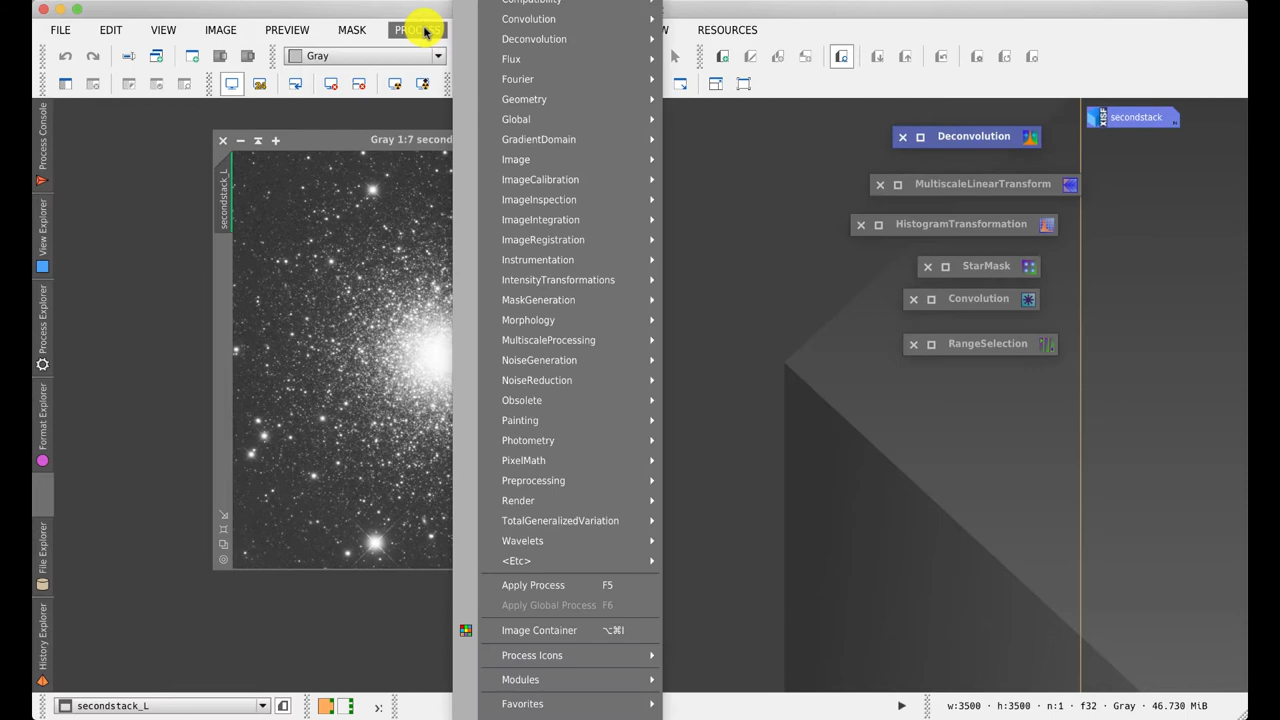 FILE EDIT VIEW IMAGE PREVIEW MASK PROCESS W RESOURCES
Gray
24
Gray 1:7 second
secondstack_L
Process Console
View Explorer
Process Explorer
Format Explorer
File Explorer
History Explorer
Compatibility
Convolution
Deconvolution
Flux
Fourier
Geometry
Global
GradientDomain
Image
ImageCalibration
ImageInspection
ImageIntegration
ImageRegistration
Instrumentation
IntensityTransformations
MaskGeneration
Morphology
MultiscaleProcessing
NoiseGeneration
NoiseReduction
Obsolete
Painting
Photometry
PixelMath
Preprocessing
Render
TotalGeneralizedVariation
Wavelets
<Etc>
Apply Process F5
Apply Global Process F6
Image Container ⌥⌘I
Process Icons
Modules
Favorites
Deconvolution
MultiscaleLinearTransform
HistogramTransformation
StarMask
Convolution
RangeSelection
XISF secondstack
secondstack_L
w:3500 · h:3500 · n:1 · f32 · Gray · 46.730 MiB